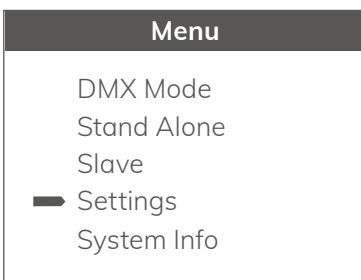 Menu
DMX Mode
Stand Alone
Slave
Settings
System Info